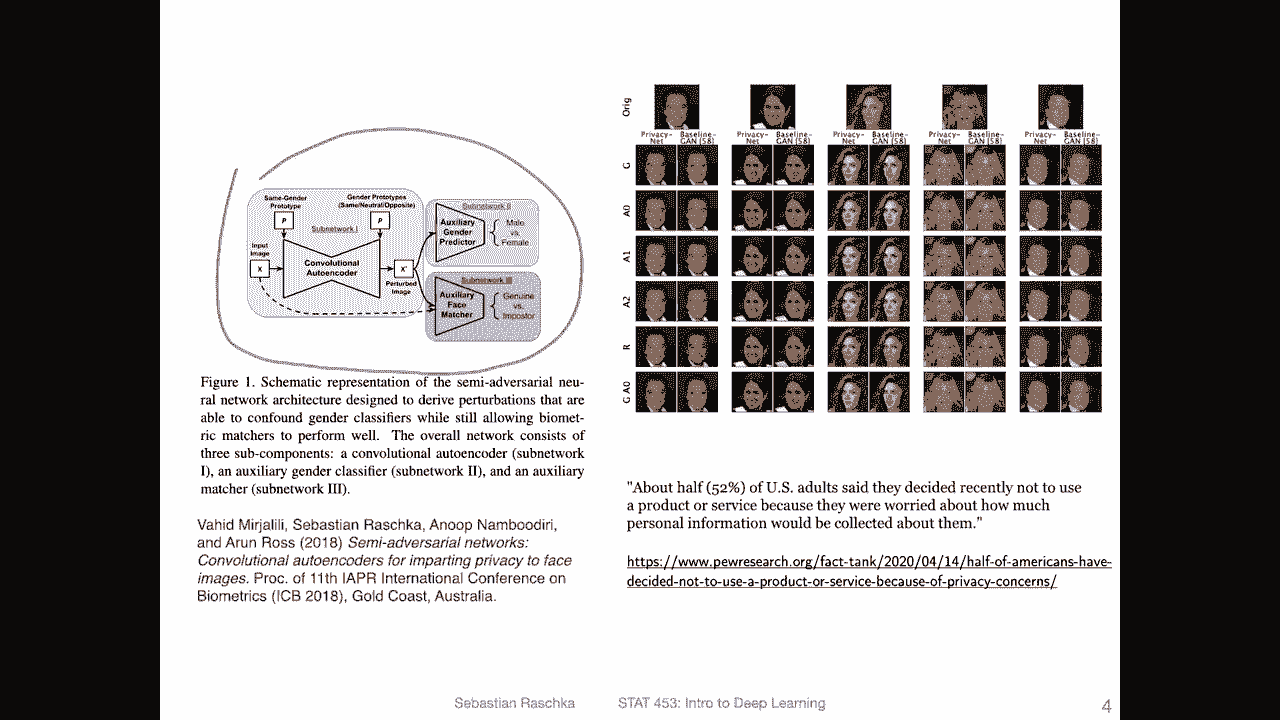 Same-Gender
Prototype
Gender Prototypes
(Same/Neutral/Opposite)
P
P
Subnetwork I
Input
Image
X
Convolutional
Autoencoder
X'
Perturbed
Image
Subnetwork II
Auxiliary
Gender
Predictor
Male
vs.
Female
Subnetwork III
Auxiliary
Face
Matcher
Genuine
vs.
Impostor
Figure 1. Schematic representation of the semi-adversarial neu-
ral network architecture designed to derive perturbations that are
able to confound gender classifiers while still allowing biomet-
ric matchers to perform well. The overall network consists of
three sub-components: a convolutional autoencoder (subnetwork
I), an auxiliary gender classifier (subnetwork II), and an auxiliary
matcher (subnetwork III).
Vahid Mirjalili, Sebastian Raschka, Anoop Namboodiri,
and Arun Ross (2018) Semi-adversarial networks:
Convolutional autoencoders for imparting privacy to face
images. Proc. of 11th IAPR International Conference on
Biometrics (ICB 2018), Gold Coast, Australia.
Orig
Privacy-
Net
Baseline-
GAN [58]
Privacy-
Net
Baseline-
GAN [58]
Privacy-
Net
Baseline-
GAN [58]
Privacy-
Net
Baseline-
GAN [58]
Privacy-
Net
Baseline-
GAN [58]
G
A0
A1
A2
R
G A0
"About half (52%) of U.S. adults said they decided recently not to use
a product or service because they were worried about how much
personal information would be collected about them."
https://www.pewresearch.org/fact-tank/2020/04/14/half-of-americans-have-
decided-not-to-use-a-product-or-service-because-of-privacy-concerns/
Sebastian Raschka
STAT 453: Intro to Deep Learning
4